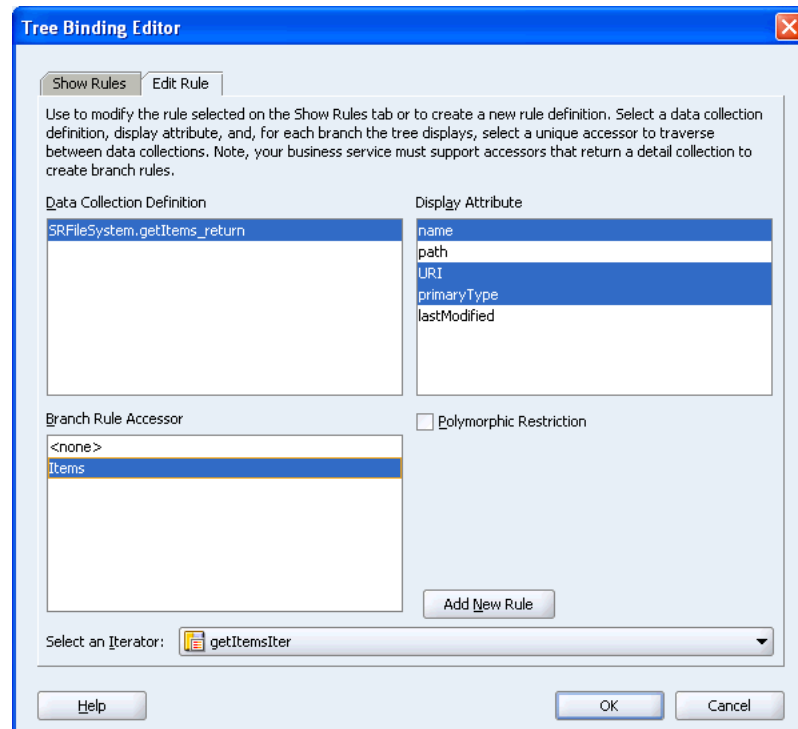 Tree Binding Editor
Show Rules
Edit Rule
Use to modify the rule selected on the Show Rules tab or to create a new rule definition. Select a data collection
definition, display attribute, and, for each branch the tree displays, select a unique accessor to traverse
between data collections. Note, your business service must support accessors that return a detail collection to
create branch rules.
Data Collection Definition
Display Attribute
SRFileSystem.getItems_return
name
path
URI
primaryType
lastModified
Branch Rule Accessor
Polymorphic Restriction
<none>
Items
Add New Rule
Select an Iterator:
getItemsIter
Help
OK
Cancel